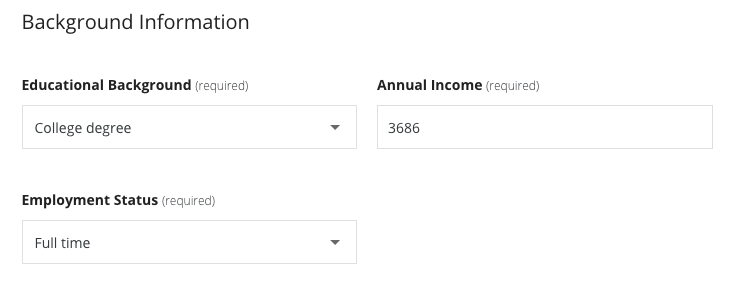 Background Information
Educational Background (required)
Annual Income (required)
College degree
3686
Employment Status (required)
Full time